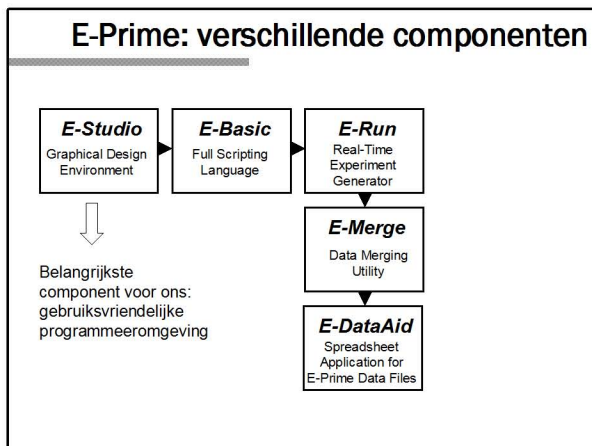 E-Prime: verschillende componenten
E-Studio
Graphical Design
Environment
E-Basic
Full Scripting
Language
E-Run
Real-Time
Experiment
Generator
E-Merge
Data Merging
Utility
E-DataAid
Spreadsheet
Application for
E-Prime Data Files
Belangrijkste
component voor ons:
gebruiksvriendelijke
programmeeromgeving